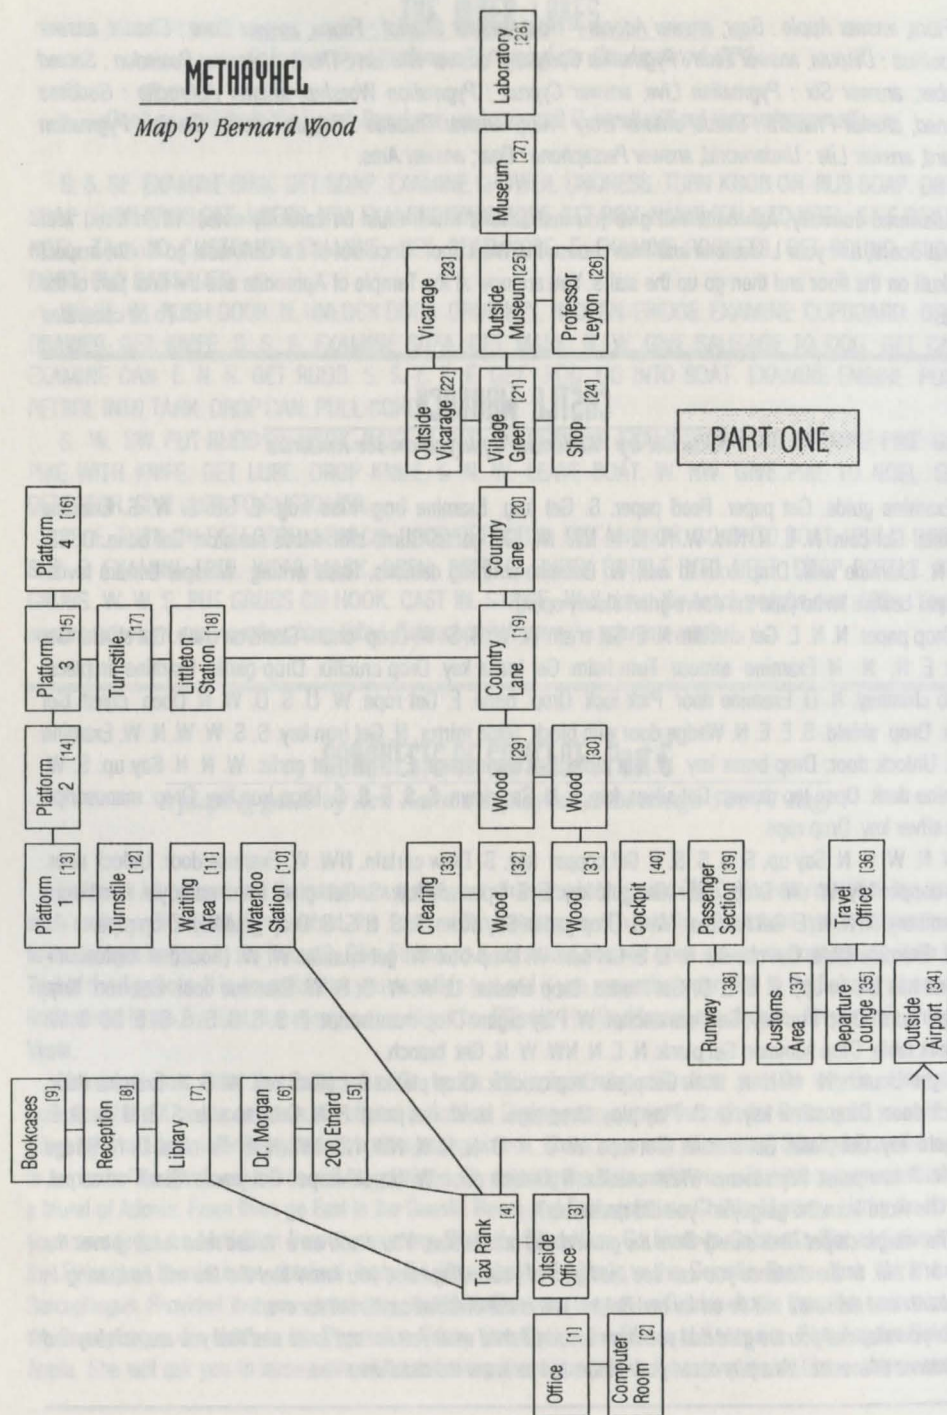 METHAYHEL
Map by Bernard Wood
PART ONE
Laboratory
[28]
Museum [27]
Vicarage [23]
Outside
Museum [25]
Professor
Leyton [26]
Outside
Vicarage [22]
Village
Green [21]
Shop [24]
Platform
4 [16]
Country
Lane [20]
Platform
3 [15]
Turnstile
[17]
Littleton
Station [18]
Country
Lane [19]
Platform
2 [14]
Wood [29]
Wood [30]
Platform
1 [13]
Turnstile
[12]
Waiting
Area [11]
Waterloo
Station [10]
Clearing
[33]
Wood [32]
Wood [31]
Cockpit
[40]
Passenger
Section [39]
Travel
Office [36]
Runway [38]
Customs
Area [37]
Departure
Lounge [35]
Outside
Airport [34]
Bookcases
[9]
Reception [8]
Library [7]
Dr. Morgan
[6]
200 Etnard
[5]
Taxi Rank
[4]
Outside
Office [3]
Office [1]
Computer
Room [2]